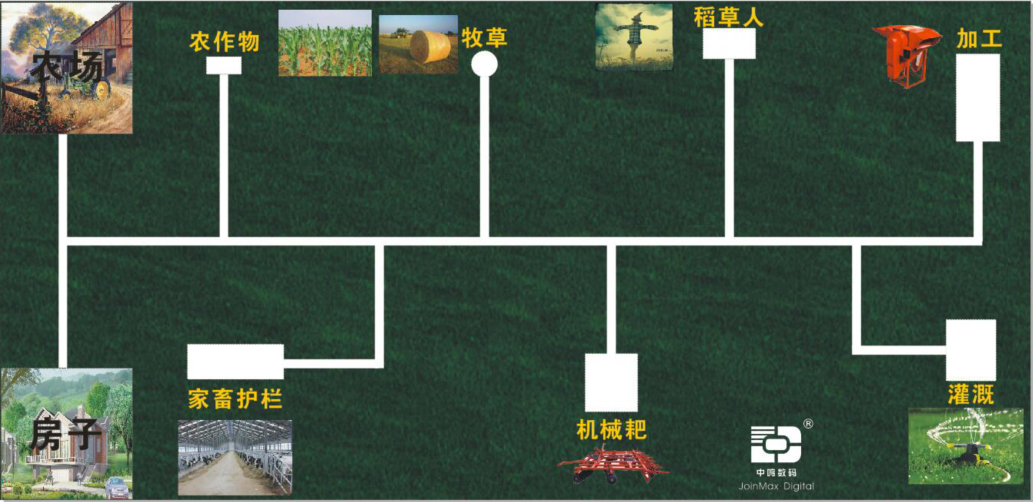 农场
农作物
牧草
稻草人
加工
房子
家畜护栏
机械耙
灌溉
®
中鸣数码
JoinMax Digital